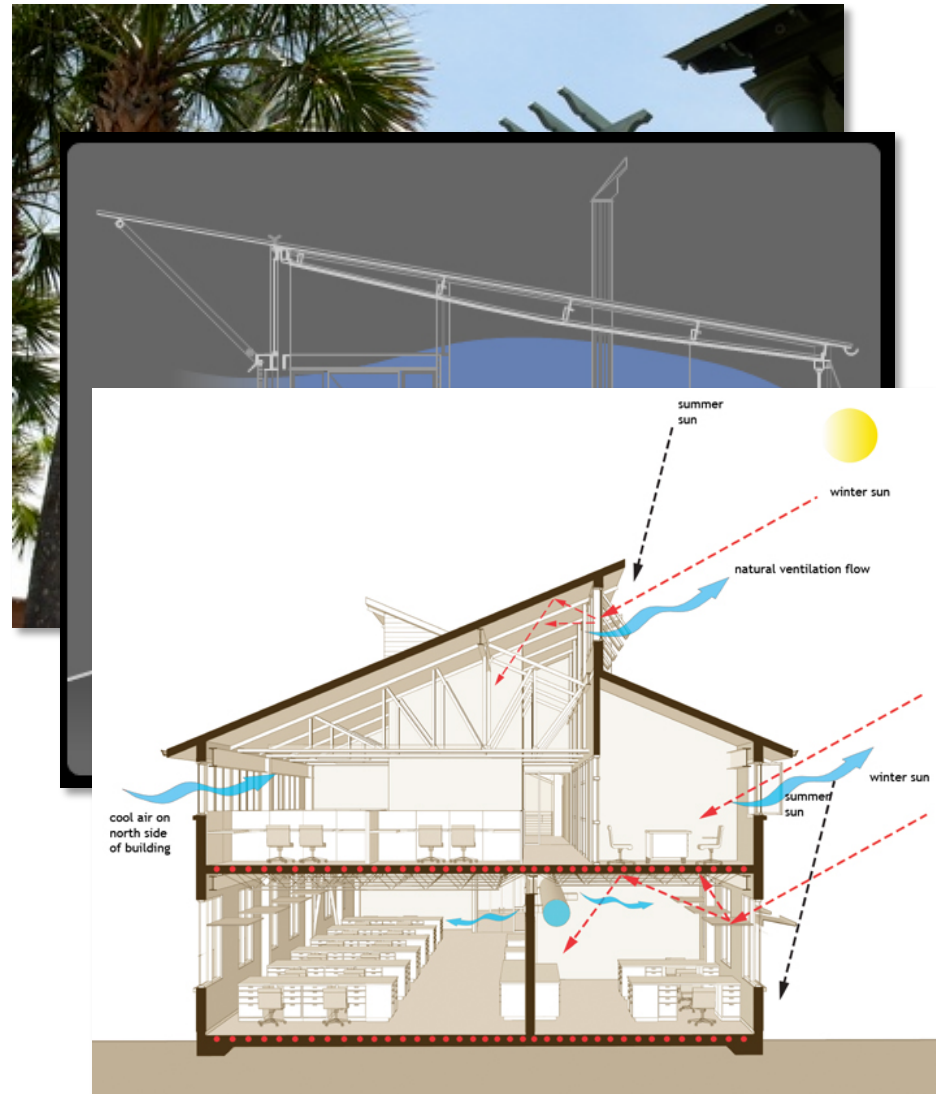 summer
sun
winter sun
natural ventilation flow
winter sun
summer
sun
cool air on
north side
of building